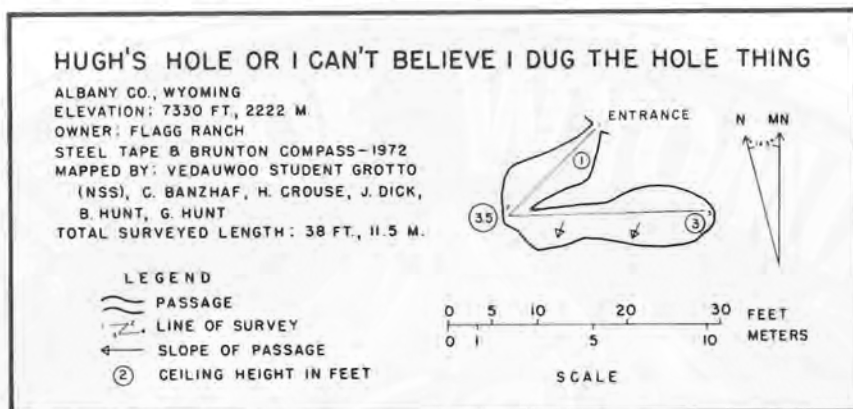 HUGH'S HOLE OR I CAN'T BELIEVE I DUG THE HOLE THING
ALBANY CO., WYOMING
ELEVATION: 7330 FT., 2222 M.
OWNER: FLAGG RANCH
STEEL TAPE & BRUNTON COMPASS-1972
MAPPED BY: VEDAUWOO STUDENT GROTTO
(NSS), C. BANZHAF, H. CROUSE, J. DICK,
B. HUNT, G. HUNT
TOTAL SURVEYED LENGTH: 38 FT., 11.5 M.
ENTRANCE
N MN
1
3.5
3
LEGEND
PASSAGE
LINE OF SURVEY
SLOPE OF PASSAGE
2 CEILING HEIGHT IN FEET
0 5 10 20 30 FEET
0 1 5 10 METERS
SCALE